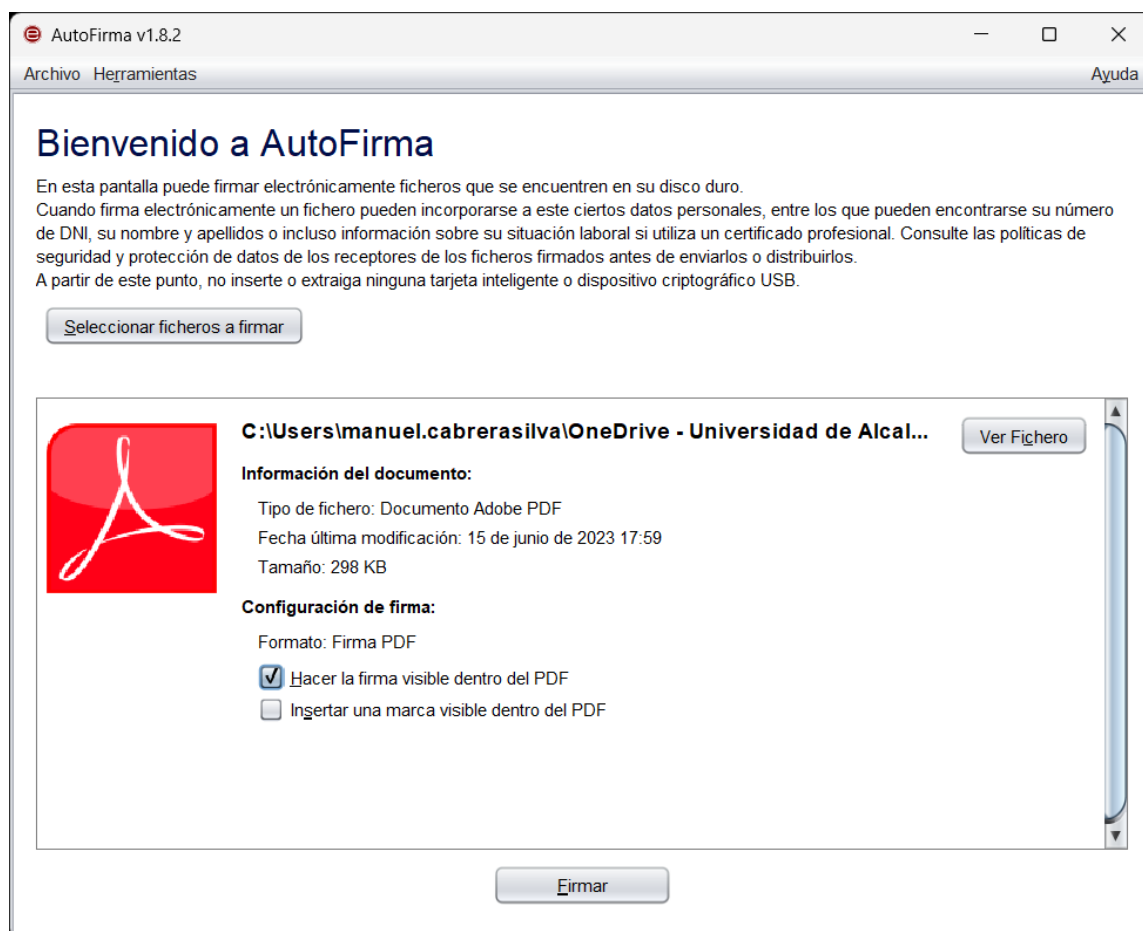 AutoFirma v1.8.2
Archivo Herramientas Ayuda
Bienvenido a AutoFirma
En esta pantalla puede firmar electrónicamente ficheros que se encuentren en su disco duro.
Cuando firma electrónicamente un fichero pueden incorporarse a este ciertos datos personales, entre los que pueden encontrarse su número
de DNI, su nombre y apellidos o incluso información sobre su situación laboral si utiliza un certificado profesional. Consulte las políticas de
seguridad y protección de datos de los receptores de los ficheros firmados antes de enviarlos o distribuirlos.
A partir de este punto, no inserte o extraiga ninguna tarjeta inteligente o dispositivo criptográfico USB.
Seleccionar ficheros a firmar
C:\Users\manuel.cabrerasilva\OneDrive - Universidad de Alcal...
Ver Fichero
Información del documento:
Tipo de fichero: Documento Adobe PDF
Fecha última modificación: 15 de junio de 2023 17:59
Tamaño: 298 KB
Configuración de firma:
Formato: Firma PDF
Hacer la firma visible dentro del PDF
Insertar una marca visible dentro del PDF
Firmar